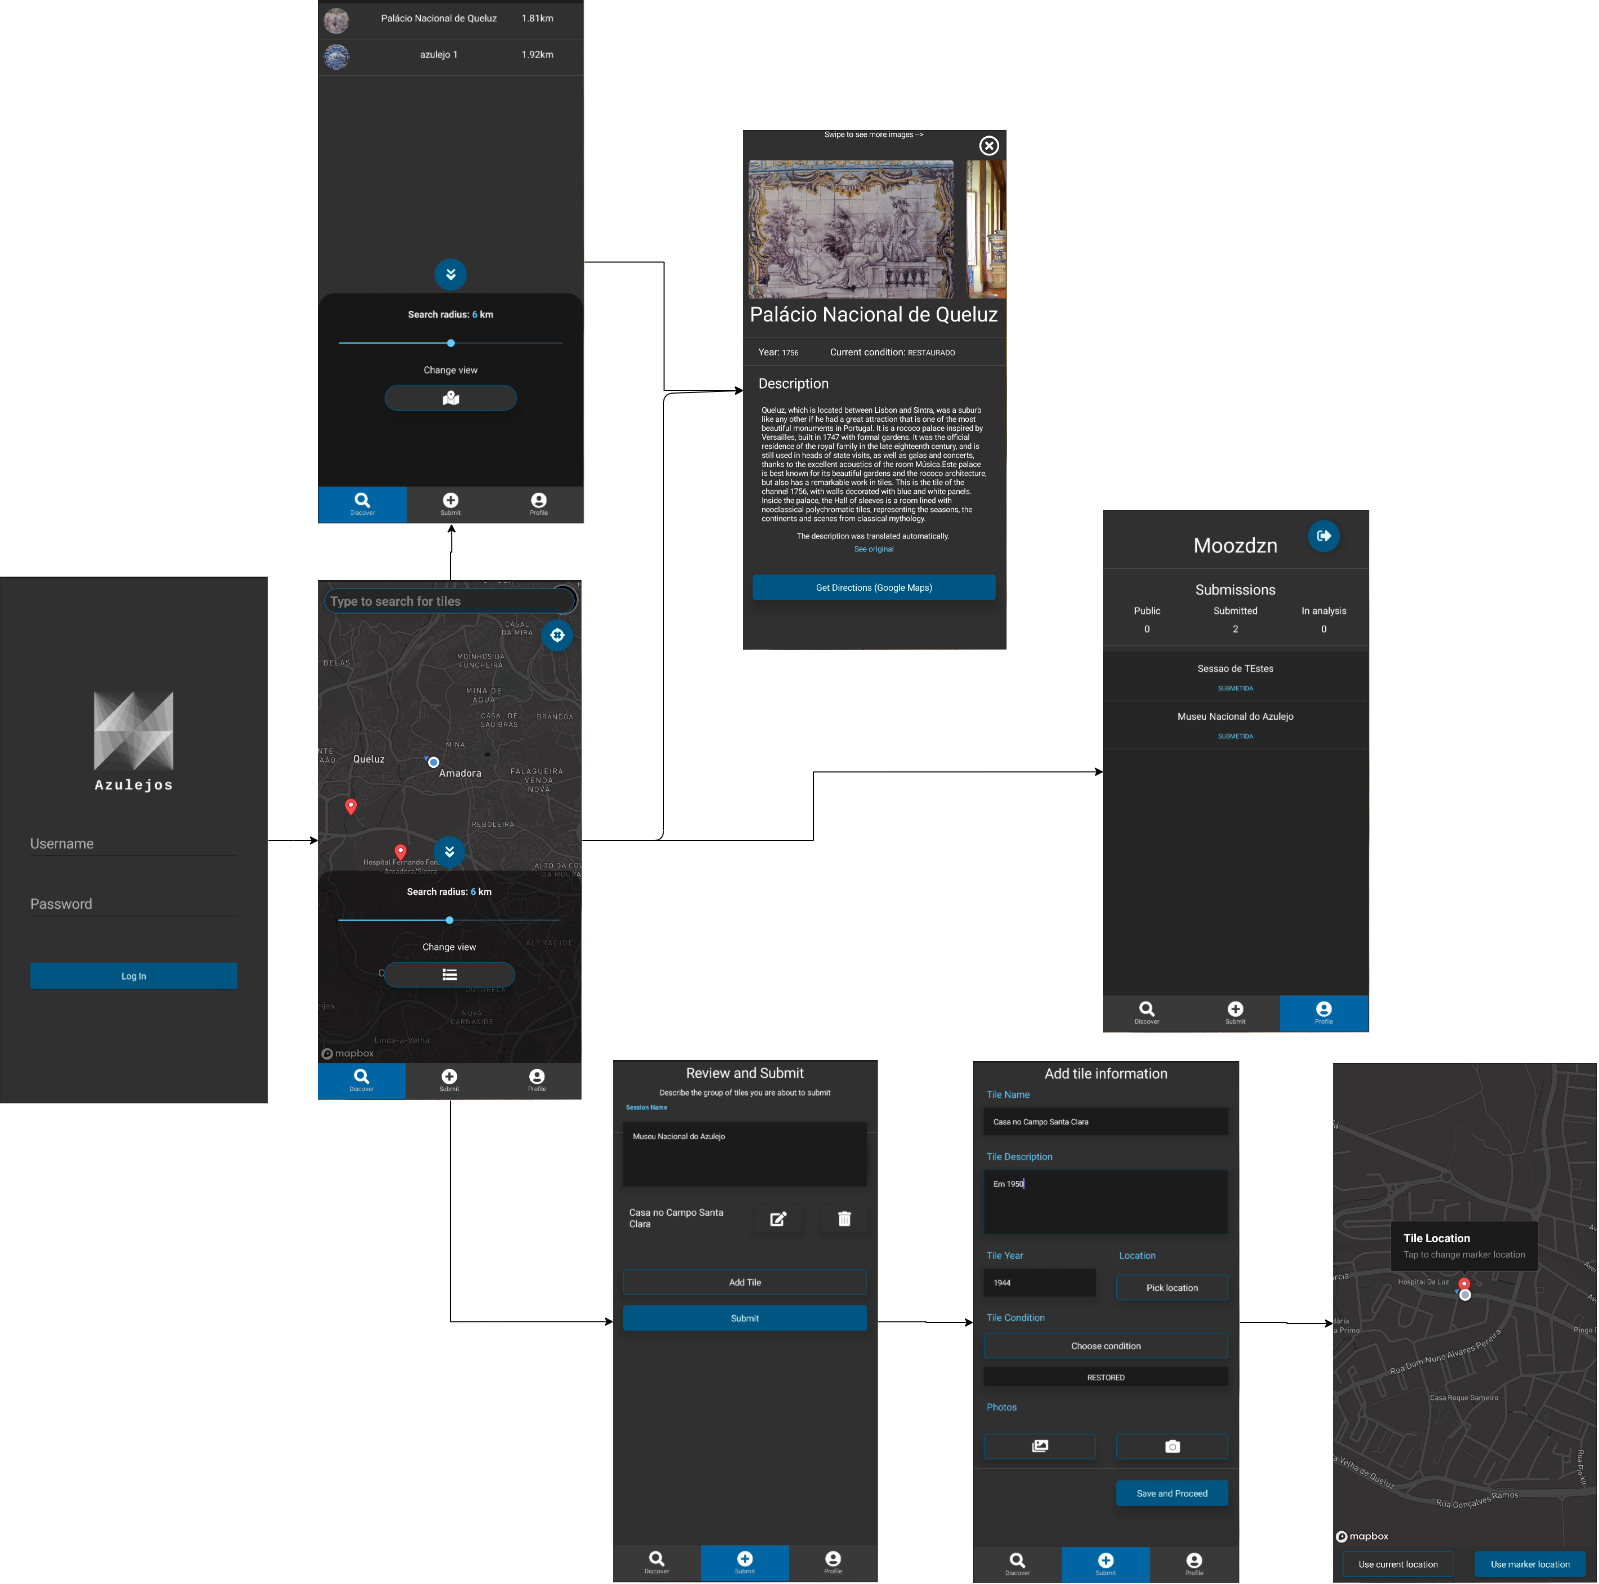 Palácio Nacional de Queluz 1.81km
azulejo 1 1.92km
Search radius: 6 km
Change view
Discover Submit Profile
Swipe to see more images -->
Palácio Nacional de Queluz
Year: 1756 Current condition: RESTAURADO
Description
Queluz, which is located between Lisbon and Sintra, was a suburb
like any other if he had a great attraction that is one of the most
beautiful monuments in Portugal. It is a rococo palace inspired by
Versailles, built in 1747 with formal gardens. It was the official
residence of the royal family in the late eighteenth century, and is
still used in heads of state visits, as well as galas and concerts,
thanks to the excellent acoustics of the room Música.Este palace
is best known for its beautiful gardens and the rococo architecture,
but also has a remarkable work in tiles. This is the tile of the
channel 1756, with walls decorated with blue and white panels.
Inside the palace, the Hall of sleeves is a room lined with
neoclassical polychromatic tiles, representing the seasons, the
continents and scenes from classical mythology.
The description was translated automatically.
See original
Get Directions (Google Maps)
Azulejos
Username
Password
Log In
Type to search for tiles
CASAL
DA MIRA
BELAS
MOINHOS DA
FUNCHEIRA
MINA DE
ÁGUA
CASAL DE
SÃO BRÁS
BRANDOA
MINA
Queluz
Amadora
FALAGUEIRA
VENDA
NOVA
REBOLEIRA
Hospital Fernando Fon
Amadora/Sintra
ALTO DA CO
DA MOURA
Search radius: 6 km
ALFRAGIDE
Change view
OUTURELA
NOVA
CARNAXIDE
Linda-a-Velha
mapbox
Discover Submit Profile
Moozdzn
Submissions
Public Submitted In analysis
0 2 0
Sessao de TEstes
SUBMETIDA
Museu Nacional do Azulejo
SUBMETIDA
Discover Submit Profile
Review and Submit
Describe the group of tiles you are about to submit
Session Name
Museu Nacional do Azulejo
Casa no Campo Santa
Clara
Add Tile
Submit
Discover Submit Profile
Add tile information
Tile Name
Casa no Campo Santa Clara
Tile Description
Em 1950
Tile Year Location
1944 Pick location
Tile Condition
Choose condition
RESTORED
Photos
Save and Proceed
Discover Submit Profile
Tile Location
Tap to change marker location
Hospital Da Luz
Rua Dom Nuno Álvares Pereira
Casa Roque Gameiro
a Velha de Queluz
Rua Gonçalves Ramos
mapbox
Use current location Use marker location